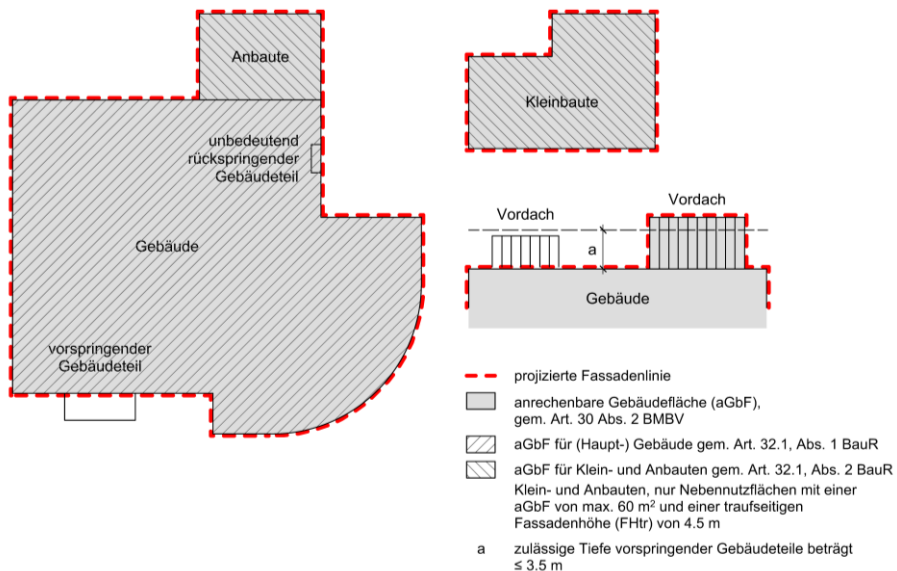 Anbaute
unbedeutend
rückspringender
Gebäudeteil
Gebäude
vorspringender
Gebäudeteil
Kleinbaute
Vordach
Vordach
a
Gebäude
projizierte Fassadenlinie
anrechenbare Gebäudefläche (aGbF),
gem. Art. 30 Abs. 2 BMBV
aGbF für (Haupt-) Gebäude gem. Art. 32.1, Abs. 1 BauR
aGbF für Klein- und Anbauten gem. Art. 32.1, Abs. 2 BauR
Klein- und Anbauten, nur Nebennutzflächen mit einer
aGbF von max. 60 m² und einer traufseitigen
Fassadenhöhe (FHtr) von 4.5 m
a zulässige Tiefe vorspringender Gebäudeteile beträgt
≤ 3.5 m